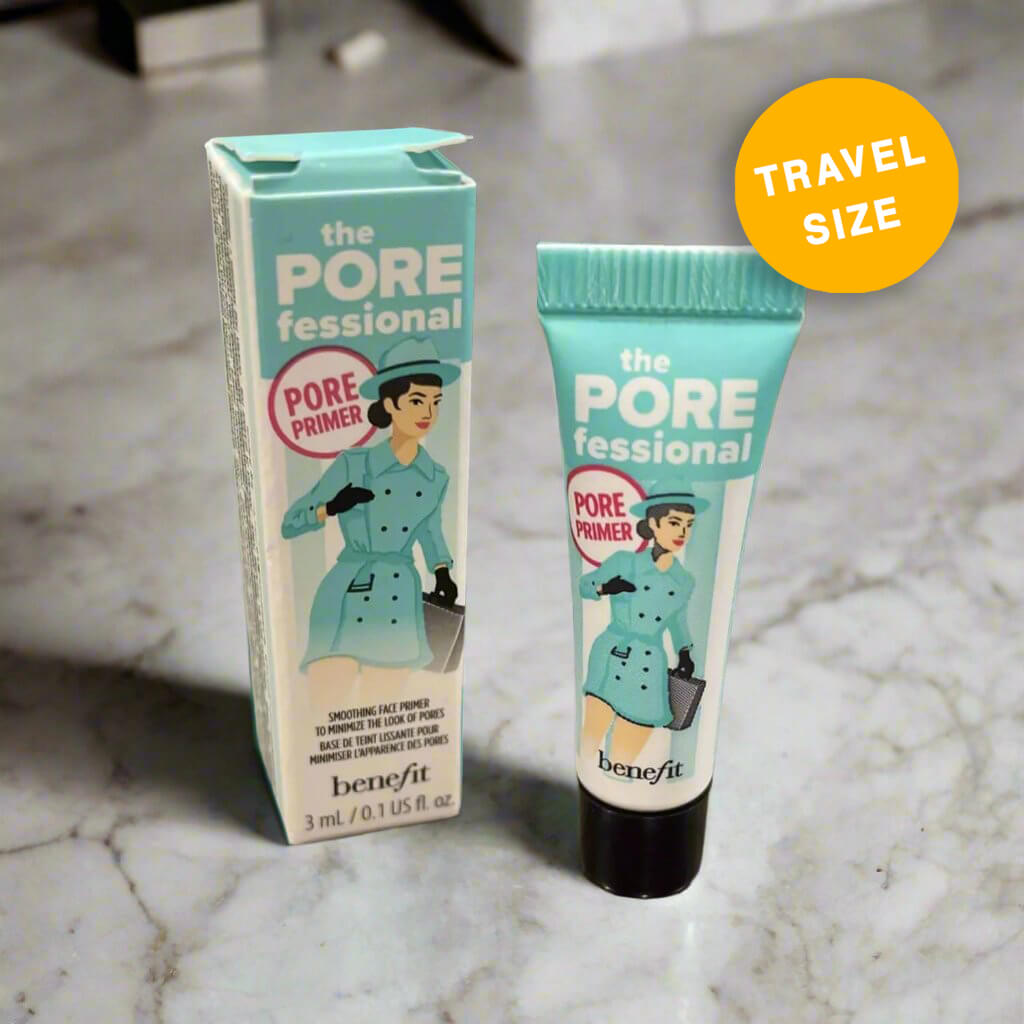 TRAVEL
SIZE
the
PORE
fessional
PORE
PRIMER
SMOOTHING FACE PRIMER
TO MINIMIZE THE LOOK OF PORES
BASE DE TEINT LISSANTE POUR
MINIMISER L'APPARENCE DES PORES
benefit
3 mL / 0.1 US fl. oz.
the
PORE
fessional
PORE
PRIMER
benefit